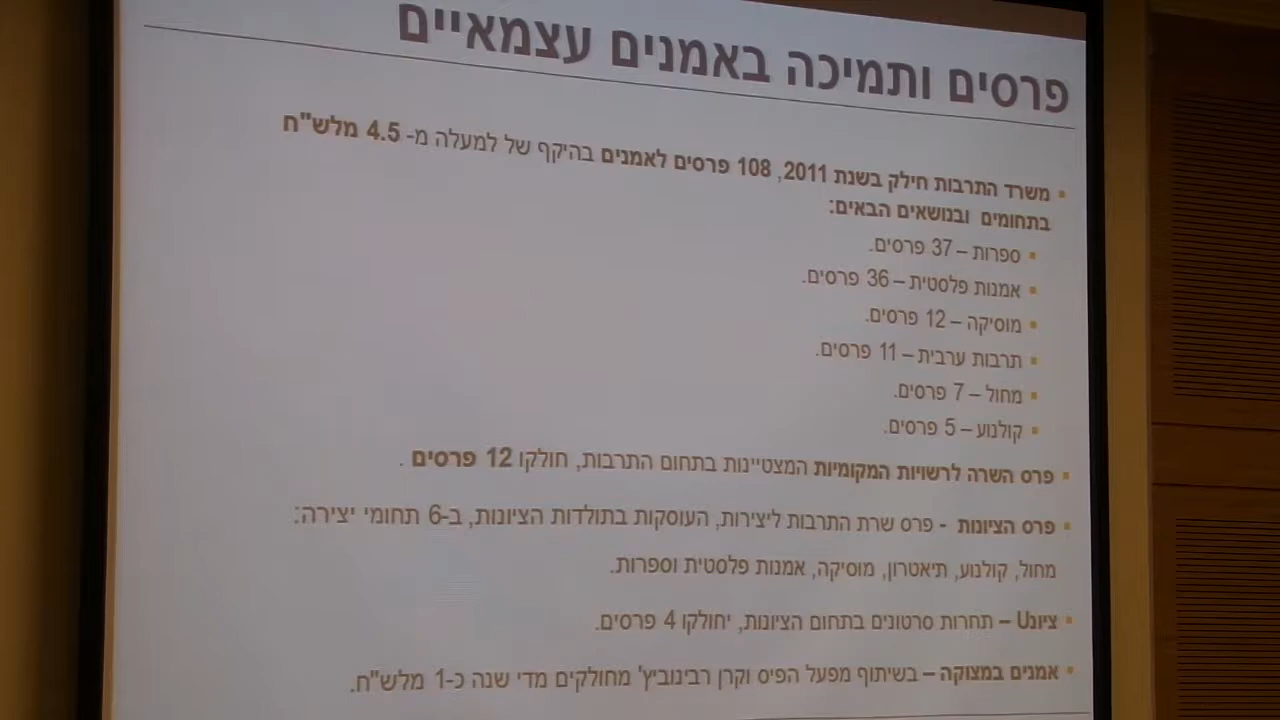 פרסים ותמיכה באמנים עצמאיים
משרד התרבות חילק בשנת 2011, 108 פרסים לאמנים בהיקף של למעלה מ- 4.5 מלש"ח
בתחומים ובנושאים הבאים:
ספרות – 37 פרסים.
אמנות פלסטית – 36 פרסים.
מוסיקה – 12 פרסים.
תרבות ערבית – 11 פרסים.
מחול – 7 פרסים.
קולנוע – 5 פרסים.
פרס השרה לרשויות המקומיות המצטיינות בתחום התרבות, חולקו 12 פרסים .
פרס הציונות - פרס שרת התרבות ליצירות, העוסקות בתולדות הציונות, ב-6 תחומי יצירה:
מחול, קולנוע, תיאטרון, מוסיקה, אמנות פלסטית וספרות.
ציונU – תחרות סרטונים בתחום הציונות, יחולקו 4 פרסים.
אמנים במצוקה – בשיתוף מפעל הפיס וקרן רבינוביץ' מחולקים מדי שנה כ-1 מלש"ח.